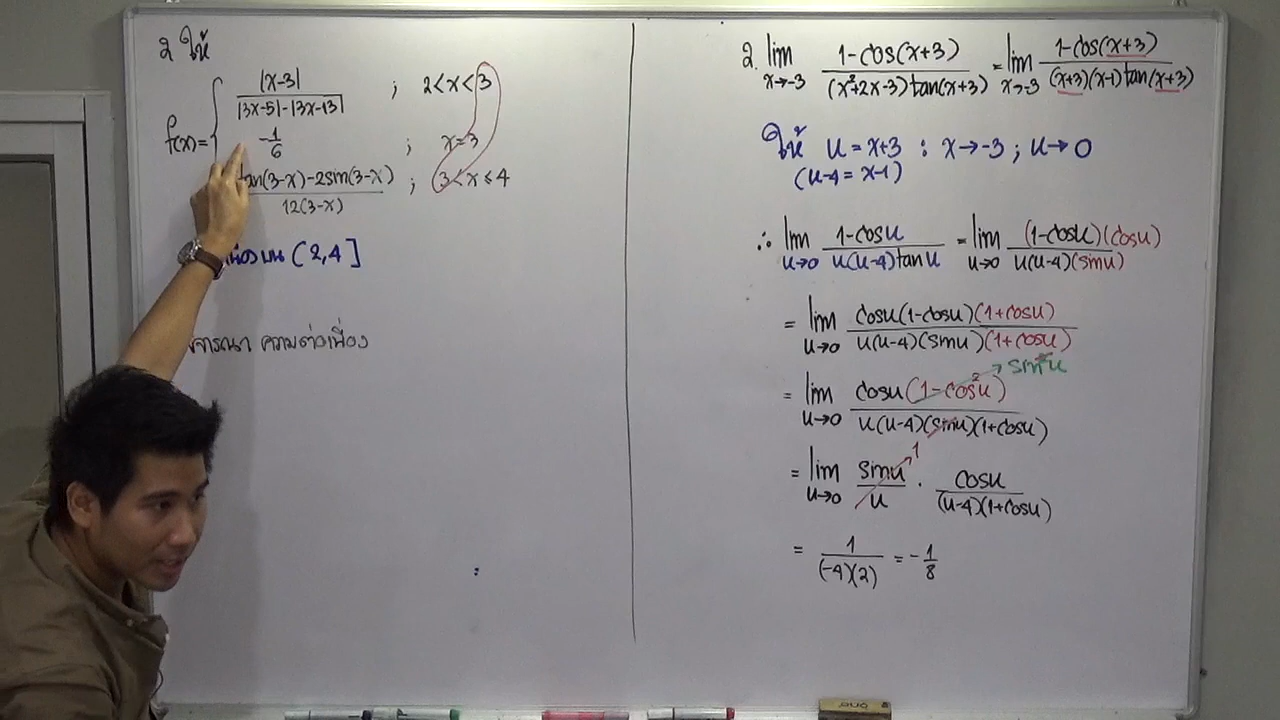 2 ให้
f(x) = { |x-3| / (|3x-5|-|3x-13|) ; 2<x<3
-1/6 ; x=3
tan(3-x)-2sin(3-x) / 12(3-x) ; 3<x≤4
บน (2,4]
ความต่อเนื่อง
2. lim x→-3 (1-cos(x+3)) / ((x²+2x-3)tan(x+3)) = lim x→-3 (1-cos(x+3)) / ((x+3)(x-1)tan(x+3))
ให้ u = x+3 : x→-3 ; u→0
(u-4 = x-1)
∴ lim u→0 (1-cosu) / (u(u-4)tanu) = lim u→0 (1-cosu)(cosu) / (u(u-4)(sinu))
= lim u→0 cosu(1-cosu)(1+cosu) / (u(u-4)(sinu)(1+cosu))
= lim u→0 cosu(1-cos²u) / (u(u-4)(sinu)(1+cosu)) → sin²u
= lim u→0 sinu / u → 1 · cosu / ((u-4)(1+cosu))
= 1 / ((-4)(2)) = -1/8